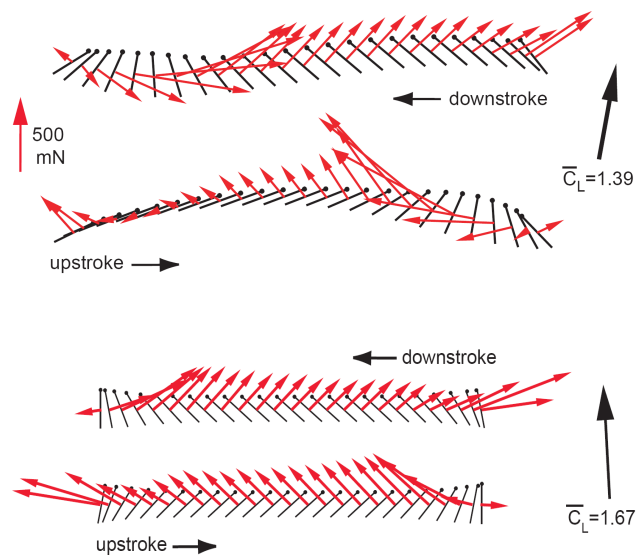 downstroke
500
mN
C̅L=1.39
upstroke
downstroke
C̅L=1.67
upstroke